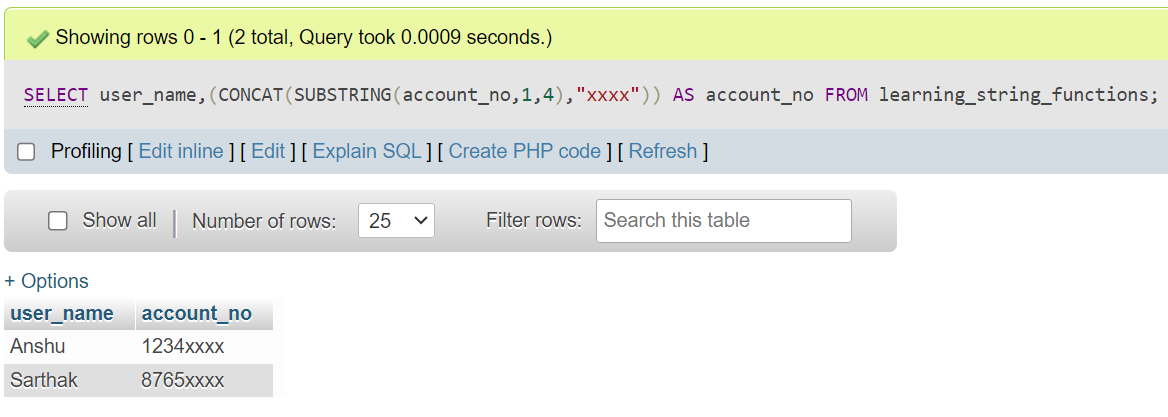 Showing rows 0 - 1 (2 total, Query took 0.0009 seconds.)
SELECT user_name,(CONCAT(SUBSTRING(account_no,1,4),"xxxx")) AS account_no FROM learning_string_functions;
Profiling [ Edit inline ] [ Edit ] [ Explain SQL ] [ Create PHP code ] [ Refresh ]
Show all | Number of rows: 25 Filter rows: Search this table
+ Options
user_name account_no
Anshu 1234xxxx
Sarthak 8765xxxx